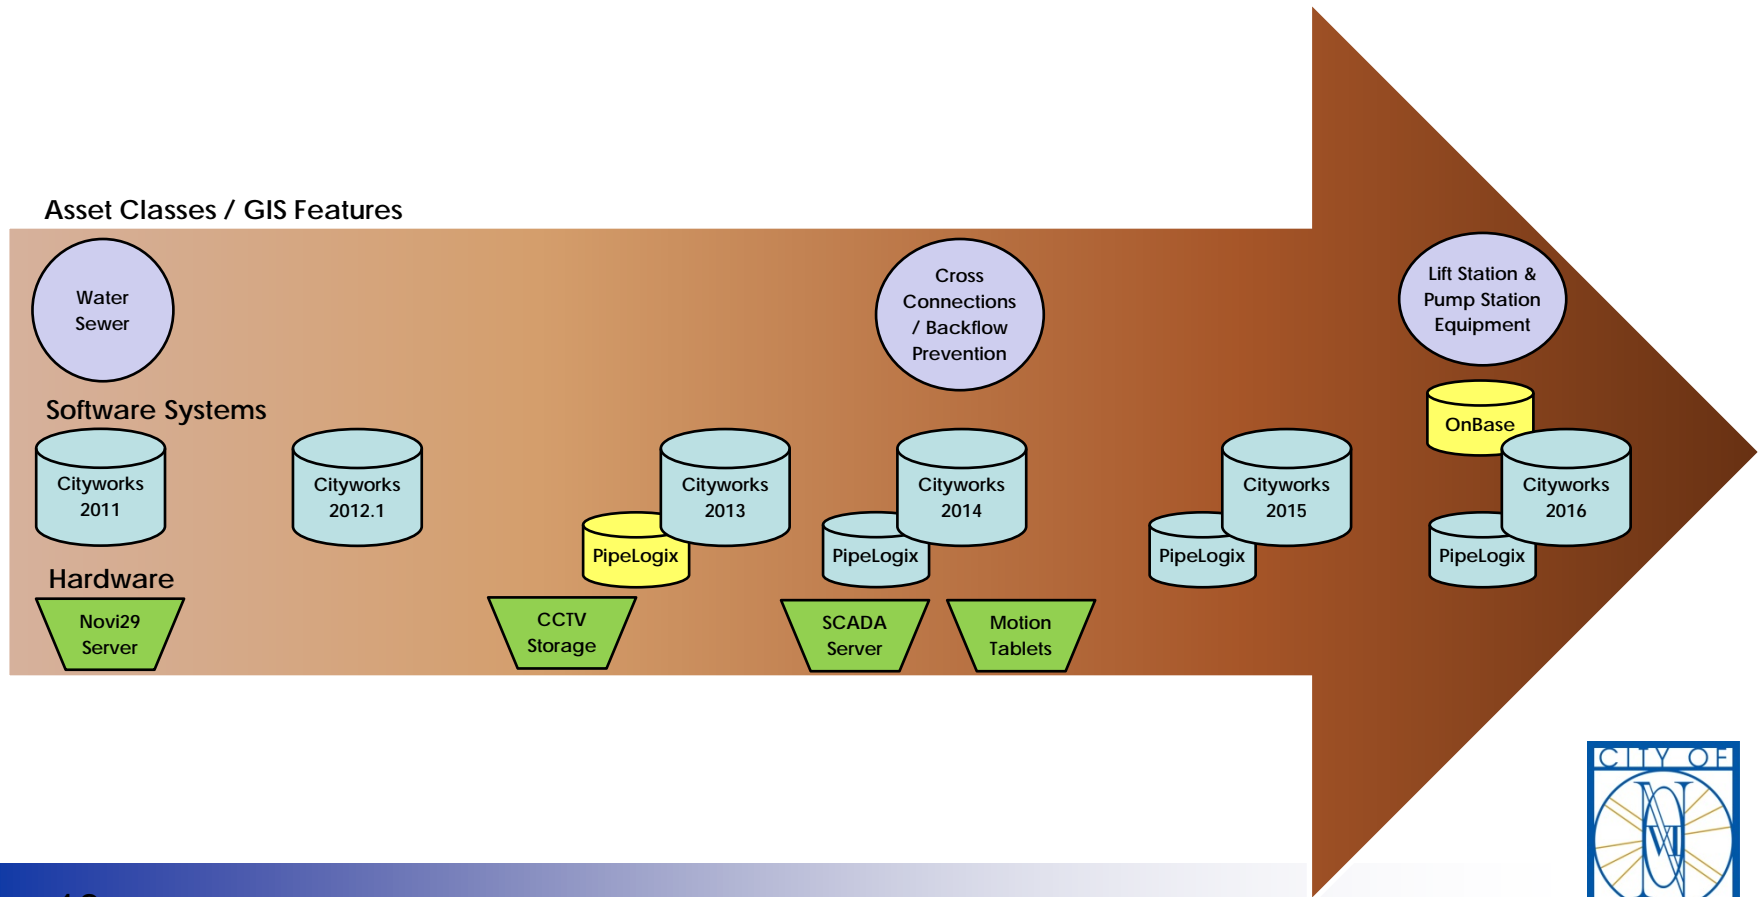 Asset Classes / GIS Features
Water
Sewer
Cross
Connections
/ Backflow
Prevention
Lift Station &
Pump Station
Equipment
Software Systems
OnBase
Cityworks
2011
Cityworks
2012.1
Cityworks
2013
PipeLogix
Cityworks
2014
PipeLogix
Cityworks
2015
PipeLogix
Cityworks
2016
PipeLogix
Hardware
Novi29
Server
CCTV
Storage
SCADA
Server
Motion
Tablets
CITY OF
NOVI